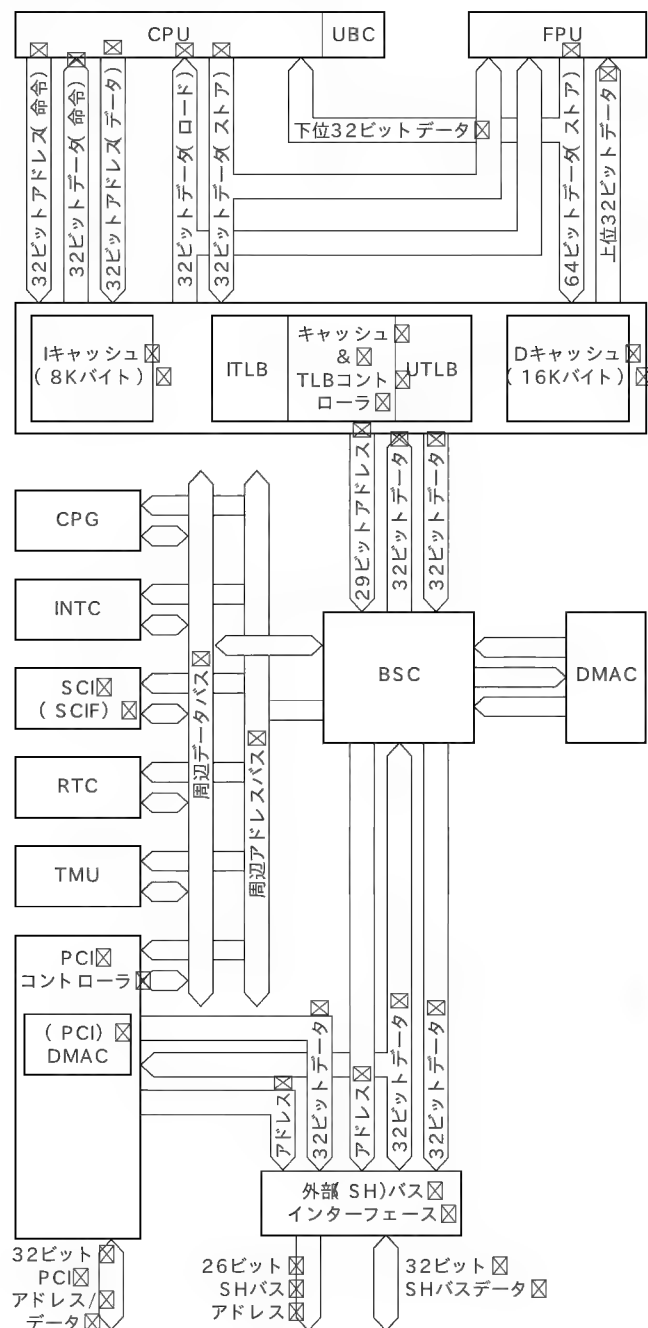 CPU
UBC
FPU
32ビットアドレス(命令)
32ビットデータ(命令)
32ビットアドレス(データ)
32ビットデータ(ロード)
32ビットデータ(ストア)
下位32ビットデータ
64ビットデータ(ストア)
上位32ビットデータ
Iキャッシュ
(8Kバイト)
ITLB
キャッシュ
&
TLBコント
ローラ
UTLB
Dキャッシュ
(16Kバイト)
29ビットアドレス
32ビットデータ
32ビットデータ
CPG
INTC
SCI
(SCIF)
RTC
TMU
周辺データバス
周辺アドレスバス
BSC
DMAC
PCI
コントローラ
(PCI)
DMAC
アドレス
32ビットデータ
アドレス
32ビットデータ
32ビットデータ
外部(SH)バス
インターフェース
32ビット
PCI
アドレス/
データ
26ビット
SHバス
アドレス
32ビット
SHバスデータ